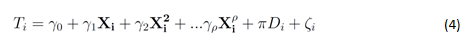 T_i = γ_0 + γ_1 X_i + γ_2 X_i^2 + ...γ_ρ X_i^ρ + πD_i + ζ_i (4)